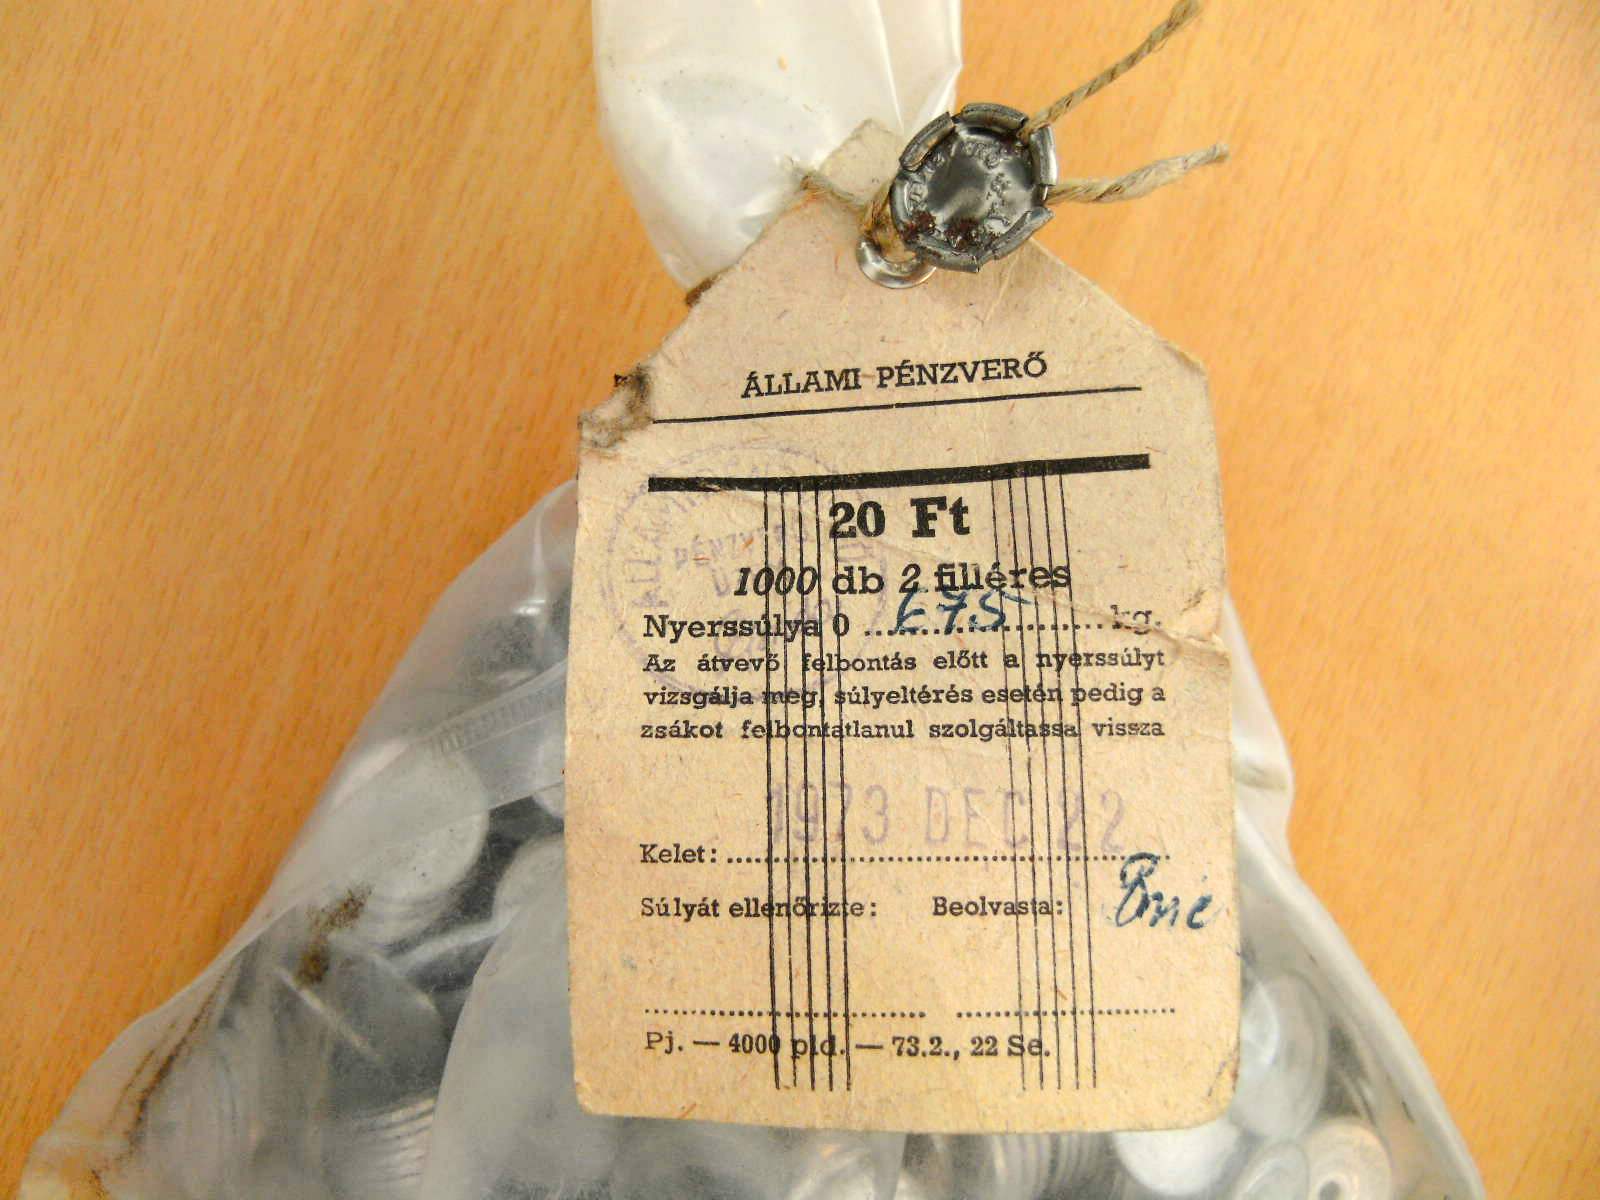 ÁLLAMI PÉNZVERŐ
20 Ft
1000 db 2 filléres
Nyerssúlya 0 ........................ kg.
Az átvevő felbontás előtt a nyerssúlyt
vizsgálja meg, súlyeltérés esetén pedig a
zsákot felbontatlanul szolgáltassa vissza
1973 DEC 22
Kelet: ........................
Súlyát ellenőrizte: Beolvasta:
Pj. — 4000 pld. — 73.2., 22 Se.